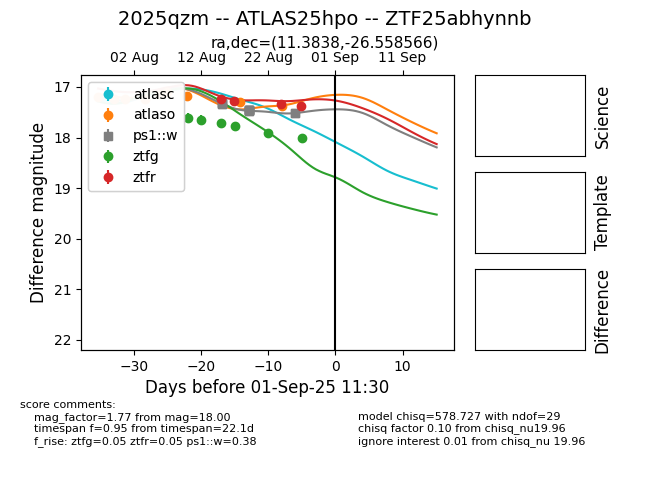 2025qzm -- ATLAS25hpo -- ZTF25abhynnb
ra,dec=(11.3838,-26.558566)
02 Aug 12 Aug 22 Aug 01 Sep 11 Sep
17
18
19
20
21
22
Difference magnitude
atlasc
atlaso
ps1::w
ztfg
ztfr
−30 −20 −10 0 10
Days before 01-Sep-25 11:30
Science
Template
Difference
score comments:
mag_factor=1.77 from mag=18.00
timespan f=0.95 from timespan=22.1d
f_rise: ztfg=0.05 ztfr=0.05 ps1::w=0.38
model chisq=578.727 with ndof=29
chisq factor 0.10 from chisq_nu19.96
ignore interest 0.01 from chisq_nu 19.96